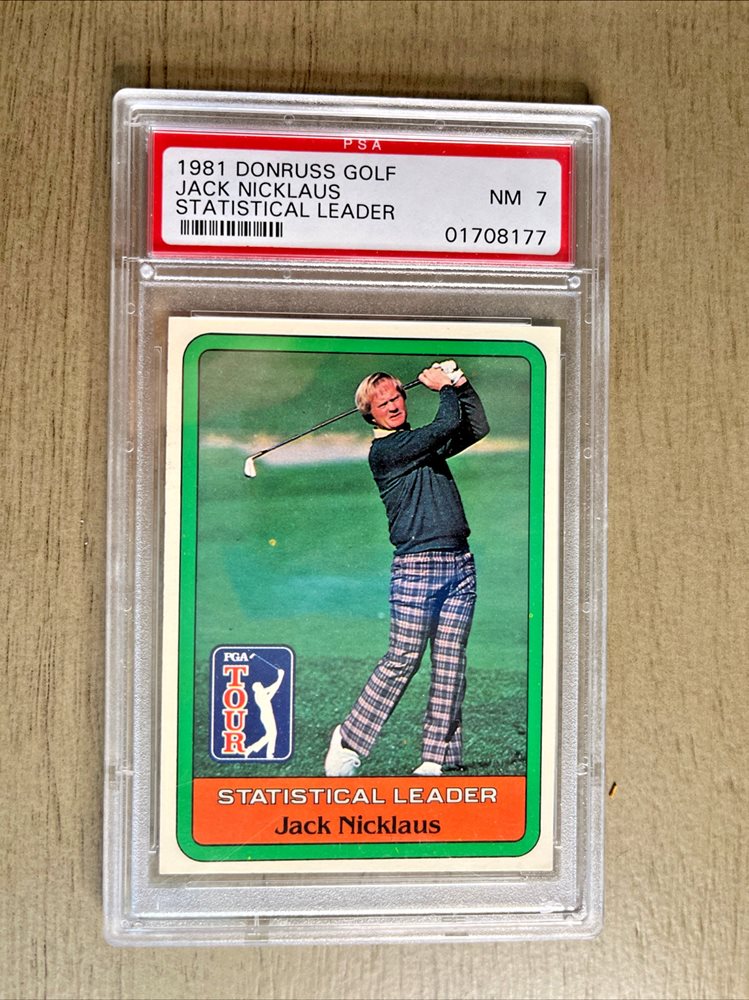 PSA
1981 DONRUSS GOLF
JACK NICKLAUS
STATISTICAL LEADER
NM 7
01708177
PGA
TOUR
STATISTICAL LEADER
Jack Nicklaus